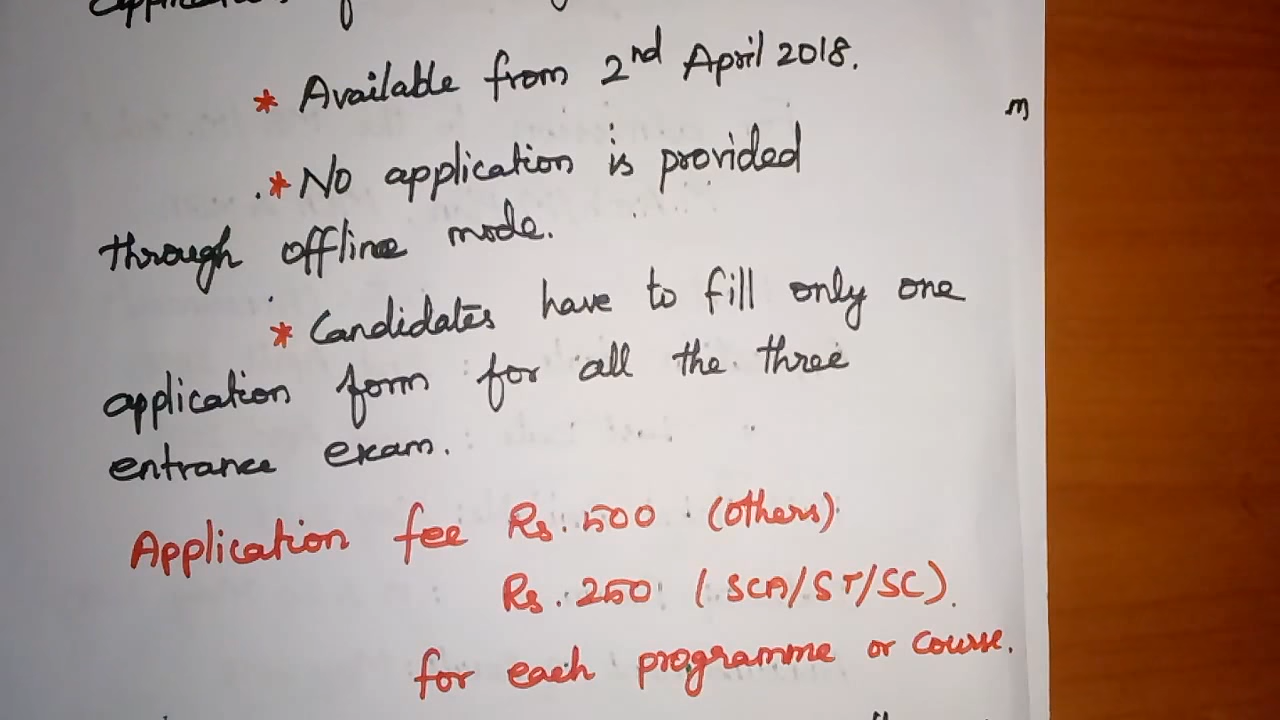 * Available from 2nd April 2018.
* No application is provided
through offline mode.
* Candidates have to fill only one
application form for all the three
entrance exam.
Application fee Rs. 500 (others)
Rs. 250 (SCA/ST/SC).
for each programme or course.